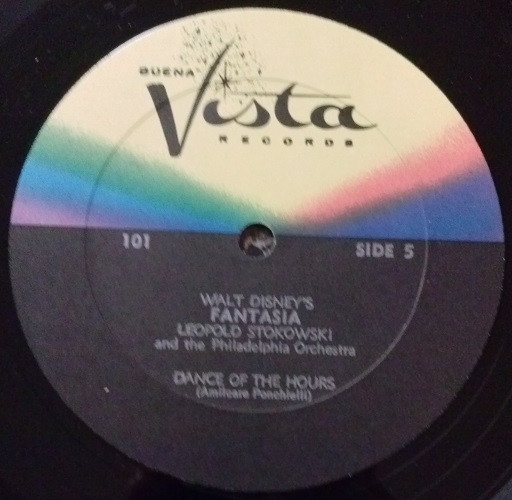 BUENA
Vista
RECORDS
101
SIDE 5
WALT DISNEY'S
FANTASIA
LEOPOLD STOKOWSKI
and the Philadelphia Orchestra
DANCE OF THE HOURS
(Amilcare Ponchielli)